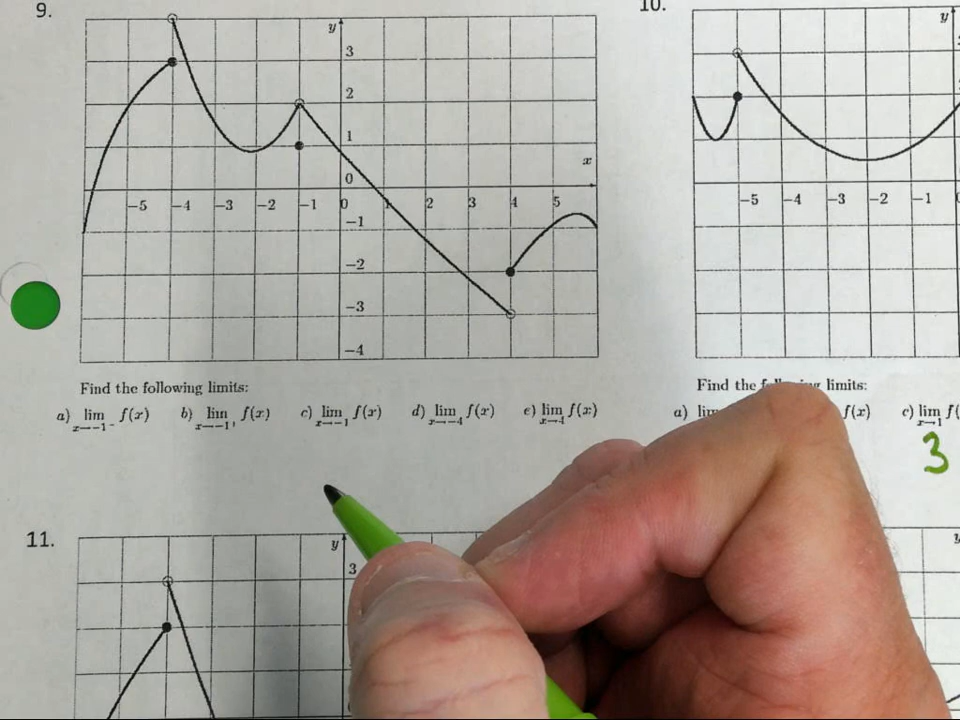 9.
10.
y
y
3
2
1
x
0
−5 −4 −3 −2 −1 0 1 2 3 4 5
−5 −4 −3 −2 −1 0
−1
−2
−3
−4
Find the following limits:
Find the limits:
a) lim x→−1⁻ f(x) b) lim x→−1⁺ f(x) c) lim x→−1 f(x) d) lim x→−4 f(x) e) lim x→4 f(x)
a) f(x) c) lim x→1 f(
3
11.
y
3